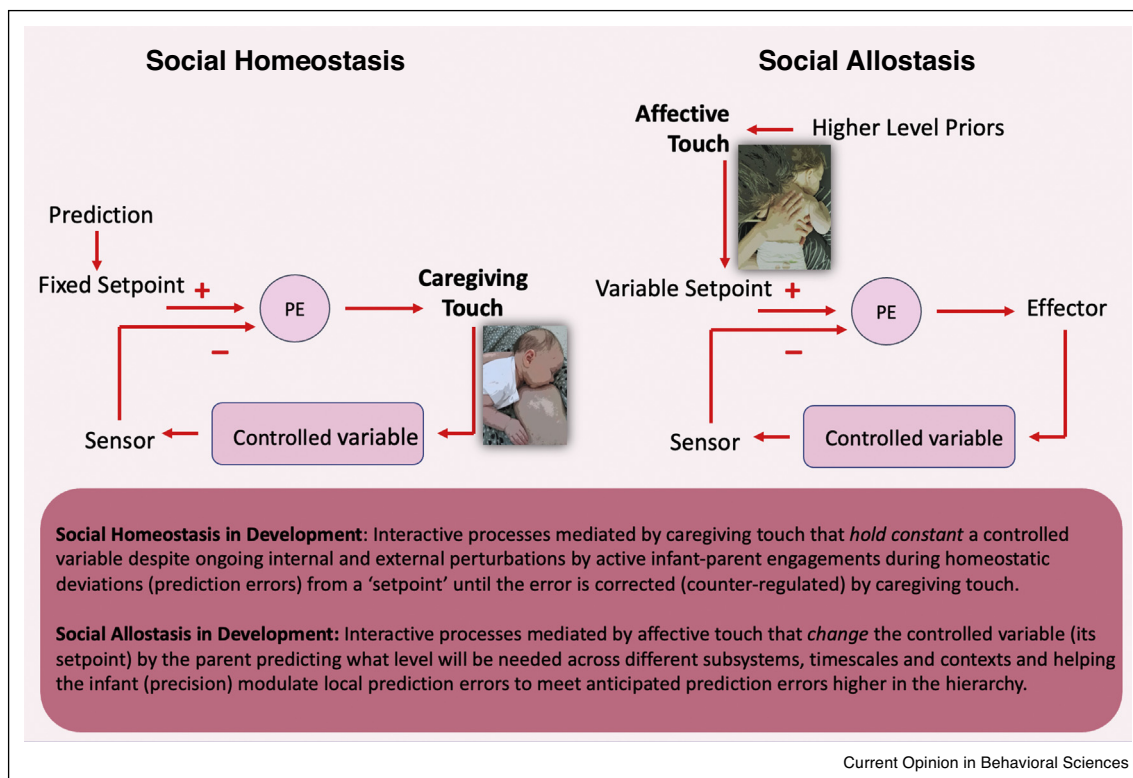 Social Homeostasis
Social Allostasis
Affective
Touch
Higher Level Priors
Prediction
Fixed Setpoint
+
PE
Caregiving
Touch
−
Sensor
Controlled variable
Variable Setpoint
+
PE
Effector
−
Sensor
Controlled variable
Social Homeostasis in Development: Interactive processes mediated by caregiving touch that hold constant a controlled
variable despite ongoing internal and external perturbations by active infant-parent engagements during homeostatic
deviations (prediction errors) from a ‘setpoint’ until the error is corrected (counter-regulated) by caregiving touch.
Social Allostasis in Development: Interactive processes mediated by affective touch that change the controlled variable (its
setpoint) by the parent predicting what level will be needed across different subsystems, timescales and contexts and helping
the infant (precision) modulate local prediction errors to meet anticipated prediction errors higher in the hierarchy.
Current Opinion in Behavioral Sciences